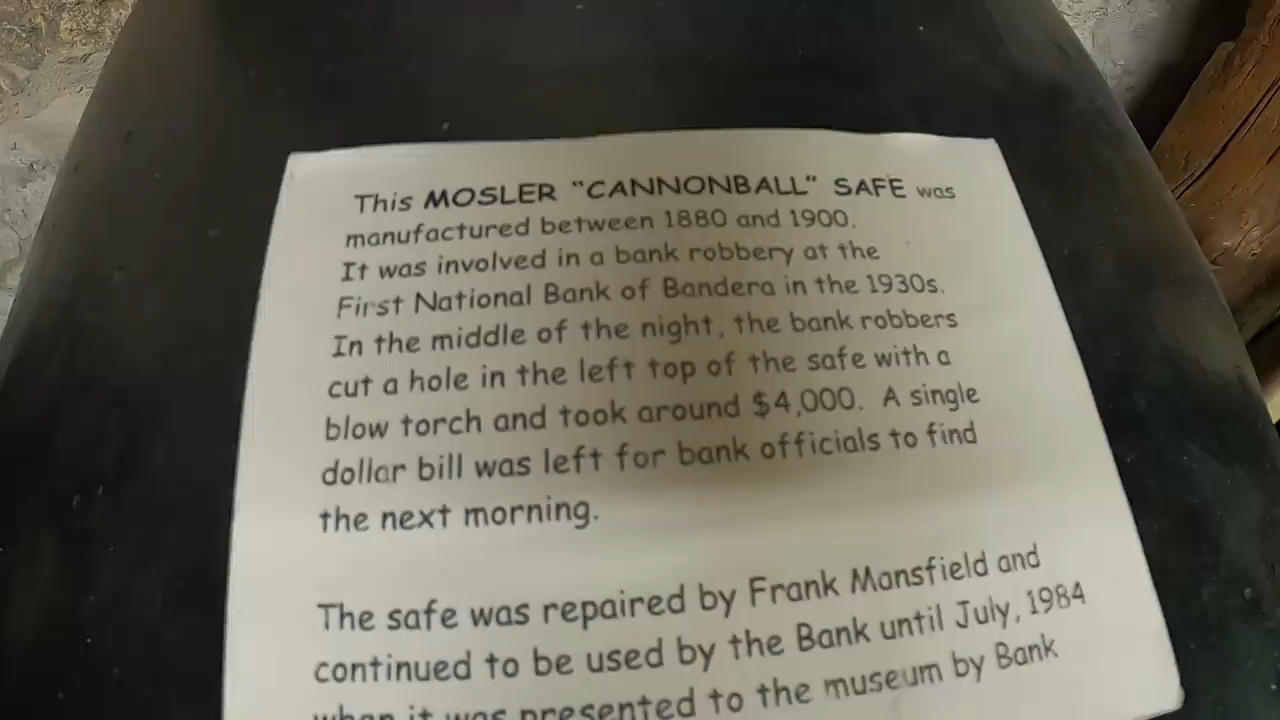 This MOSLER "CANNONBALL" SAFE was
manufactured between 1880 and 1900.
It was involved in a bank robbery at the
First National Bank of Bandera in the 1930s.
In the middle of the night, the bank robbers
cut a hole in the left top of the safe with a
blow torch and took around $4,000. A single
dollar bill was left for bank officials to find
the next morning.
The safe was repaired by Frank Mansfield and
continued to be used by the Bank until July, 1984
when it was presented to the museum by Bank